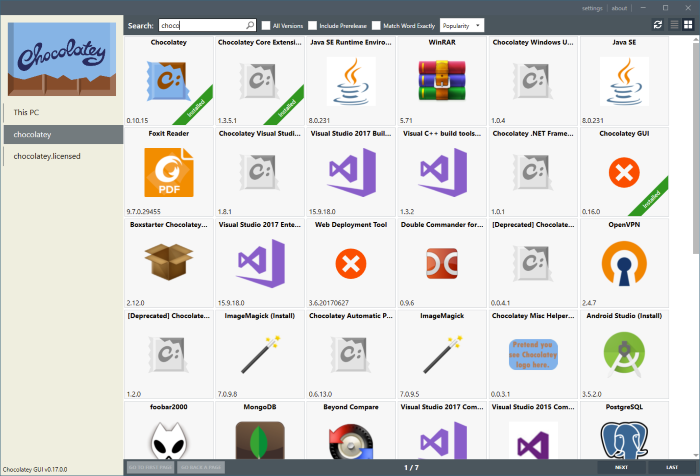 settings
about
Chocolatey
Search: choco
All Versions
Include Prerelease
Match Word Exactly
Popularity
This PC
chocolatey
chocolatey.licensed
Chocolatey
0.10.15
Installed
Chocolatey Core Extensi...
1.3.5.1
Installed
Java SE Runtime Enviro...
8.0.231
WinRAR
5.71
Chocolatey Windows U...
1.0.4
Java SE
8.0.231
Foxit Reader
PDF
9.7.0.29455
Chocolatey Visual Studi...
1.8.1
Visual Studio 2017 Buil...
15.9.18.0
Visual C++ build tools...
1.3.2
Chocolatey .NET Frame...
1.0.1
Chocolatey GUI
0.16.0
Installed
Boxstarter Chocolatey...
2.12.0
Visual Studio 2017 Ente...
15.9.18.0
Web Deployment Tool
3.6.20170627
Double Commander for...
0.9.6
[Deprecated] Chocolate...
0.0.4.1
OpenVPN
2.4.7
[Deprecated] Chocolate...
1.2.0
ImageMagick (Install)
7.0.9.8
Chocolatey Automatic P...
0.6.13.0
ImageMagick
7.0.9.5
Chocolatey Misc Helper...
Pretend you
see Chocolatey
logo here.
0.0.3.1
Android Studio (Install)
3.5.2.0
foobar2000
MongoDB
Beyond Compare
Visual Studio 2017 Com...
Visual Studio 2015 Com...
PostgreSQL
Chocolatey GUI v0.17.0.0
GO TO FIRST PAGE
GO BACK A PAGE
1 / 7
NEXT
LAST